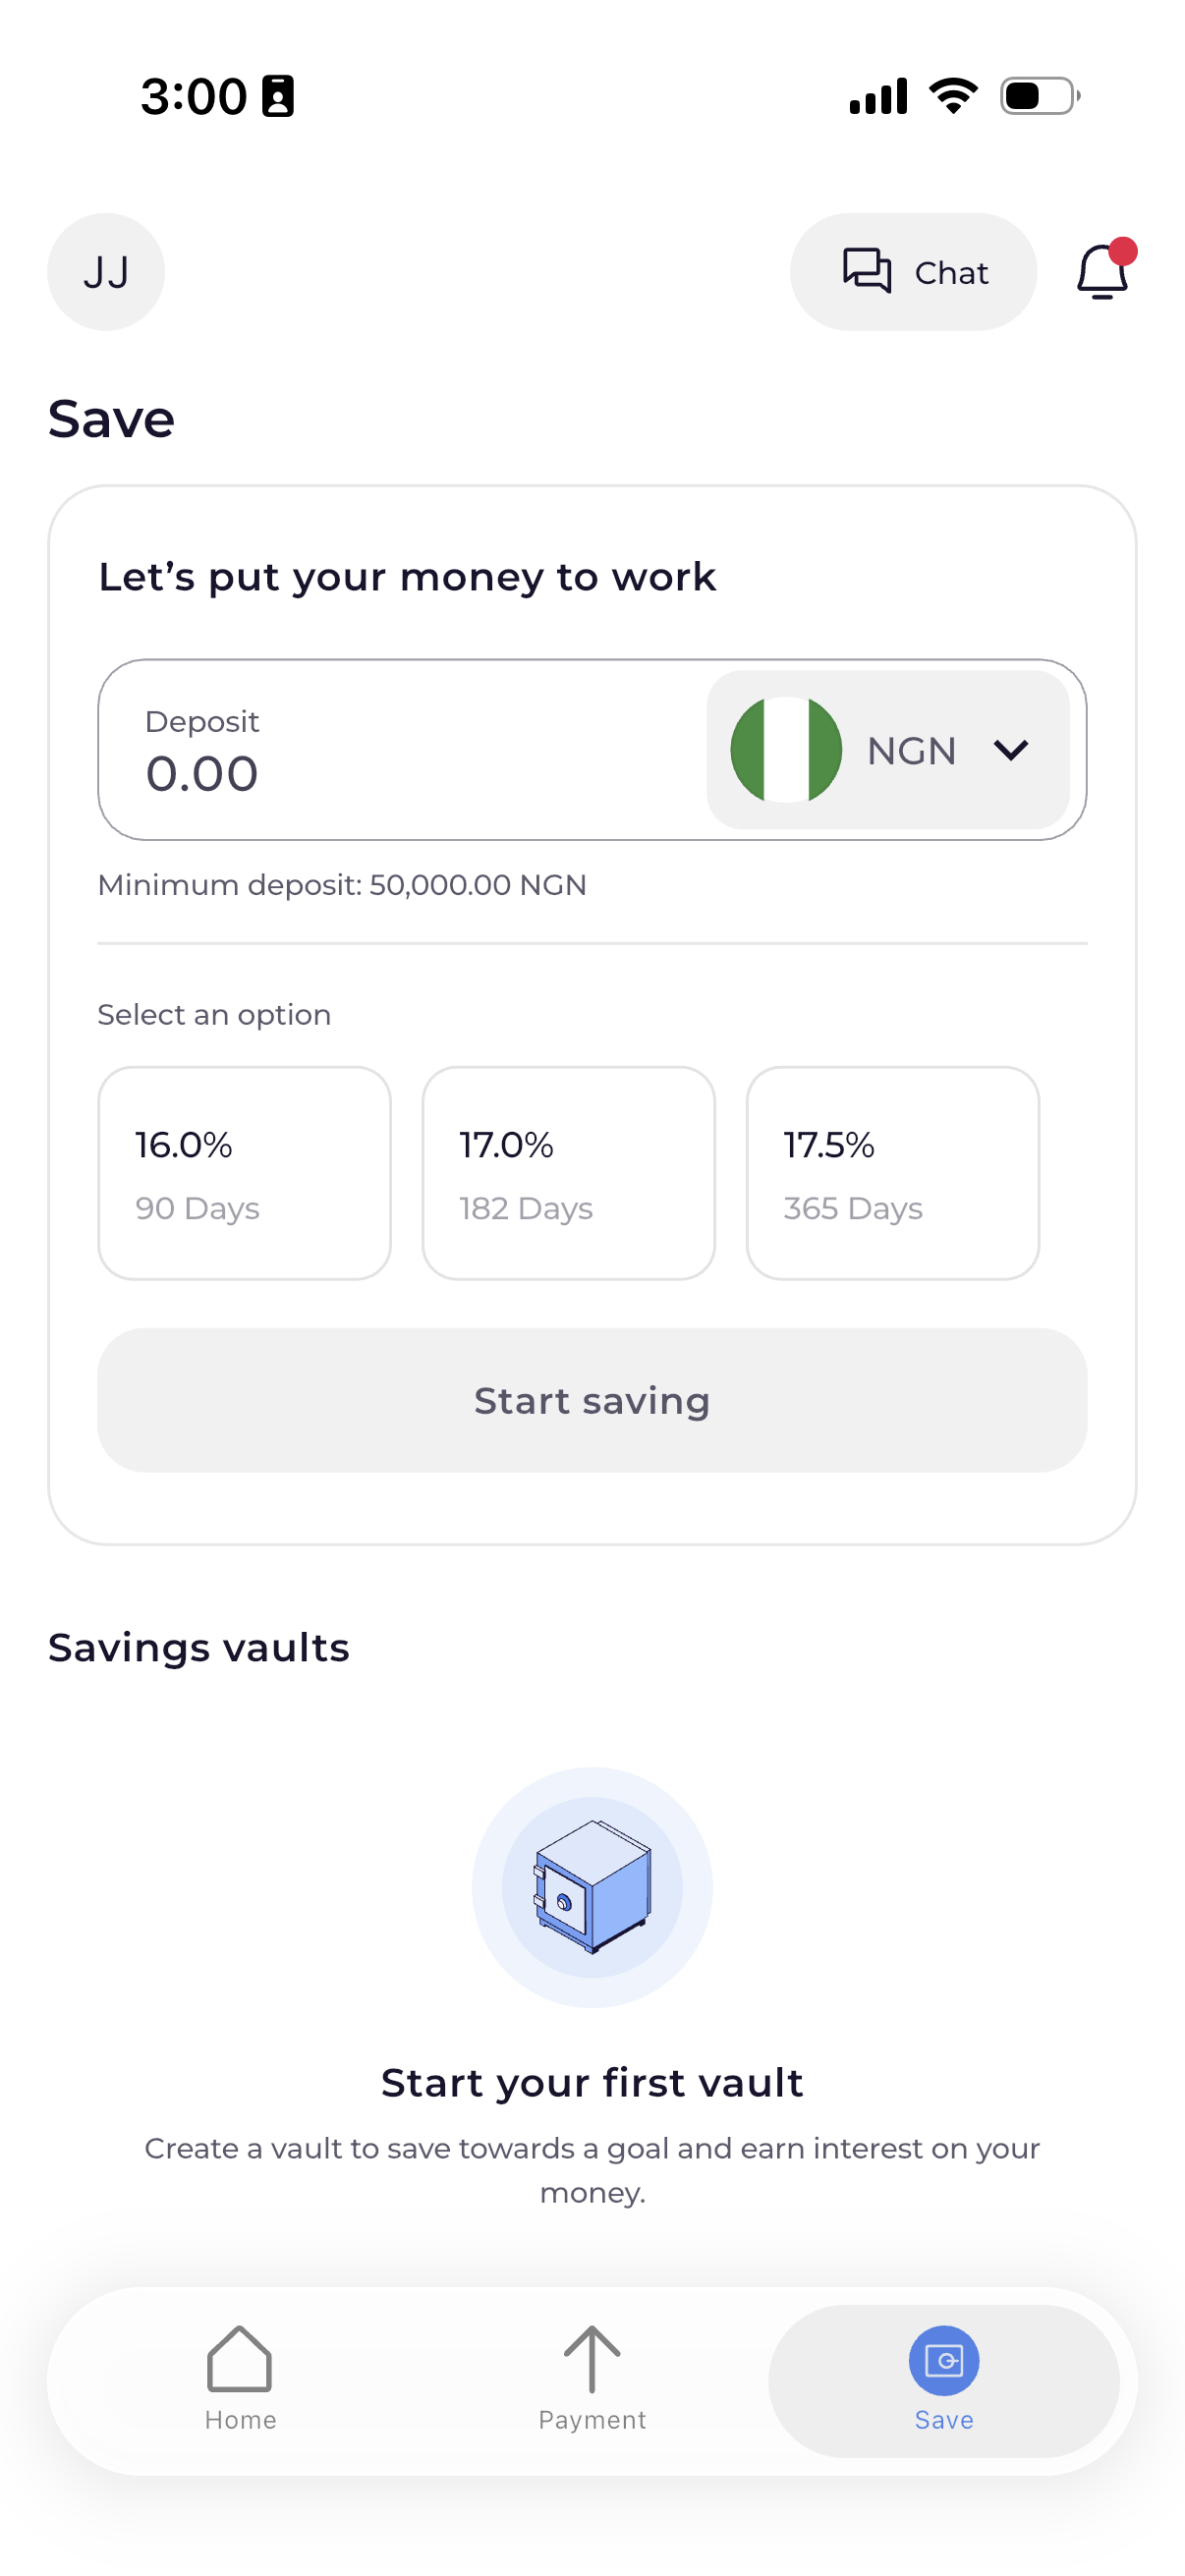 3:00
JJ
Chat
Save
Let’s put your money to work
Deposit
0.00
NGN
Minimum deposit: 50,000.00 NGN
Select an option
16.0%
90 Days
17.0%
182 Days
17.5%
365 Days
Start saving
Savings vaults
Start your first vault
Create a vault to save towards a goal and earn interest on your
money.
Home
Payment
Save